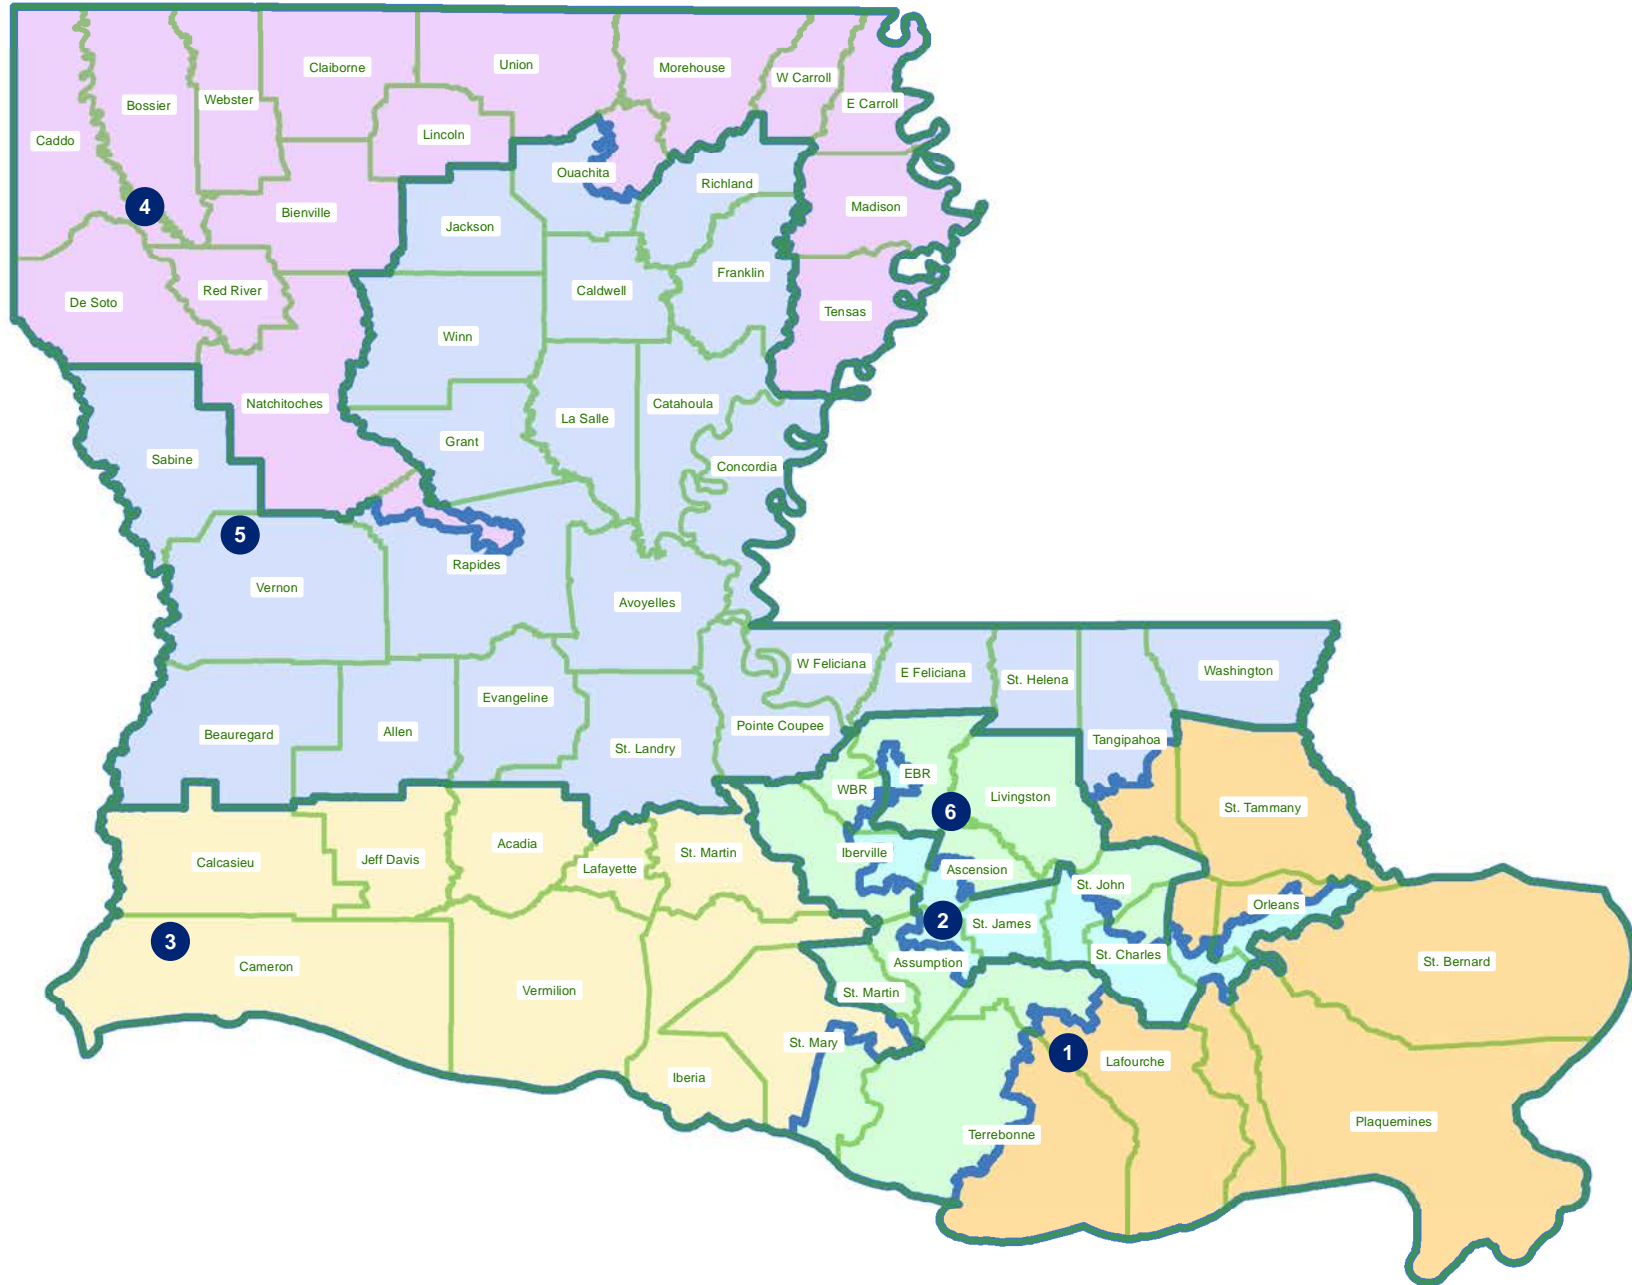 Claiborne
Union
Morehouse
W Carroll
Bossier
Webster
E Carroll
Caddo
Lincoln
Ouachita
Richland
4
Bienville
Madison
Jackson
Franklin
De Soto
Red River
Caldwell
Tensas
Winn
Natchitoches
Catahoula
La Salle
Grant
Sabine
Concordia
5
Rapides
Vernon
Avoyelles
W Feliciana
E Feliciana
St. Helena
Washington
Evangeline
Pointe Coupee
Beauregard
Allen
Tangipahoa
St. Landry
EBR
WBR
Livingston
6
St. Tammany
Acadia
Jeff Davis
Calcasieu
St. Martin
Iberville
Lafayette
Ascension
St. John
Orleans
2
St. James
3
Cameron
St. Charles
Assumption
St. Bernard
Vermilion
St. Martin
St. Mary
1
Lafourche
Iberia
Plaquemines
Terrebonne